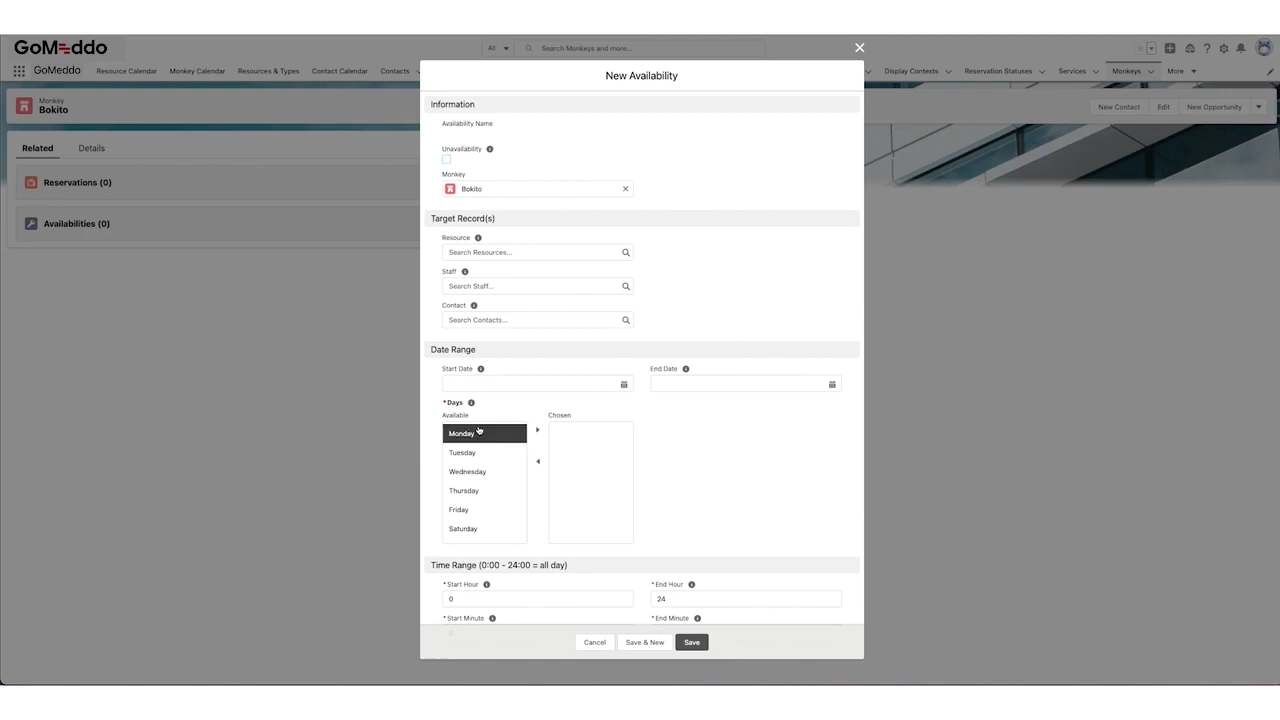 GoMeddo
All
Search Monkeys and more...
GoMeddo
Resource Calendar
Monkey Calendar
Resources & Types
Contact Calendar
Contacts
Display Contexts
Reservation Statuses
Services
Monkeys
More
Monkey
Bokito
New Contact
Edit
New Opportunity
Related
Details
Reservations (0)
Availabilities (0)
New Availability
Information
Availability Name
Unavailability
Monkey
Bokito
Target Record(s)
Resource
Search Resources...
Staff
Search Staff...
Contact
Search Contacts...
Date Range
Start Date
End Date
*Days
Available
Chosen
Monday
Tuesday
Wednesday
Thursday
Friday
Saturday
Time Range (0:00 - 24:00 = all day)
*Start Hour
*End Hour
0
24
*Start Minute
*End Minute
Cancel
Save & New
Save